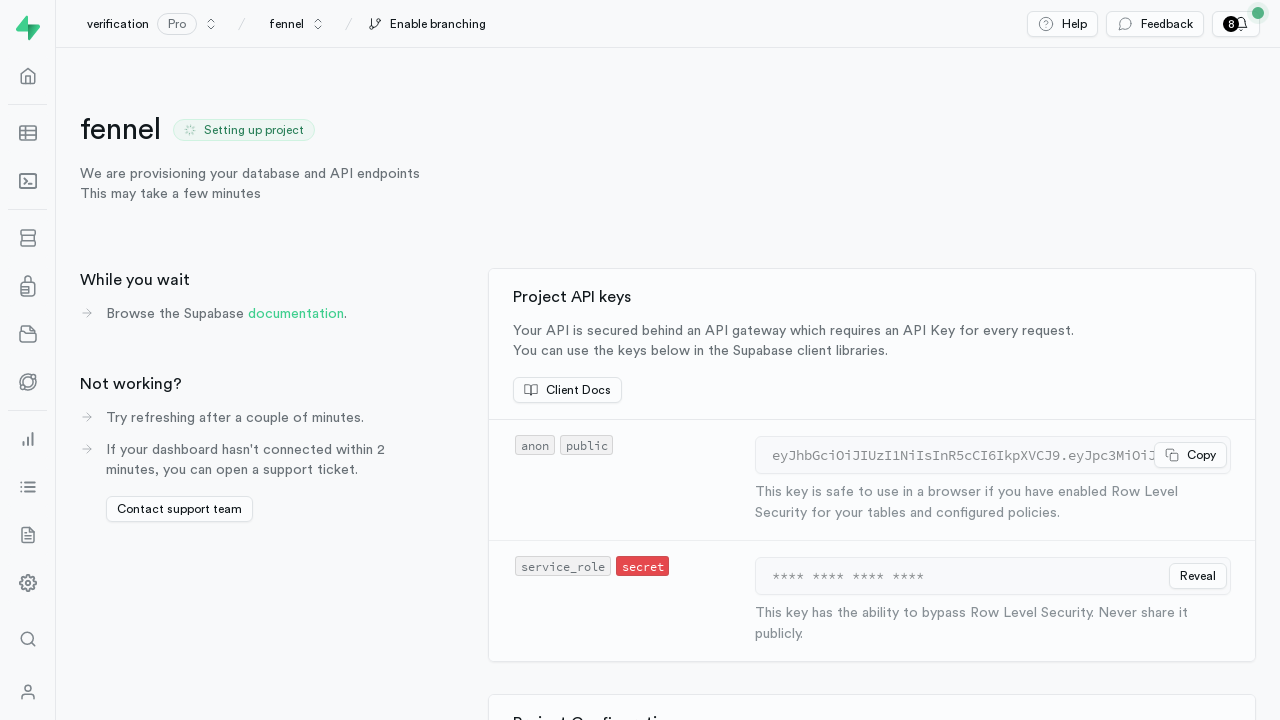 verification Pro / fennel / Enable branching
Help Feedback 8
fennel Setting up project
We are provisioning your database and API endpoints
This may take a few minutes
While you wait
Browse the Supabase documentation.
Not working?
Try refreshing after a couple of minutes.
If your dashboard hasn't connected within 2
minutes, you can open a support ticket.
Contact support team
Project API keys
Your API is secured behind an API gateway which requires an API Key for every request.
You can use the keys below in the Supabase client libraries.
Client Docs
anon public
eyJhbGciOiJIUzI1NiIsInR5cCI6IkpXVCJ9.eyJpc3MiOiJ Copy
This key is safe to use in a browser if you have enabled Row Level
Security for your tables and configured policies.
service_role secret
**** **** **** **** Reveal
This key has the ability to bypass Row Level Security. Never share it
publicly.